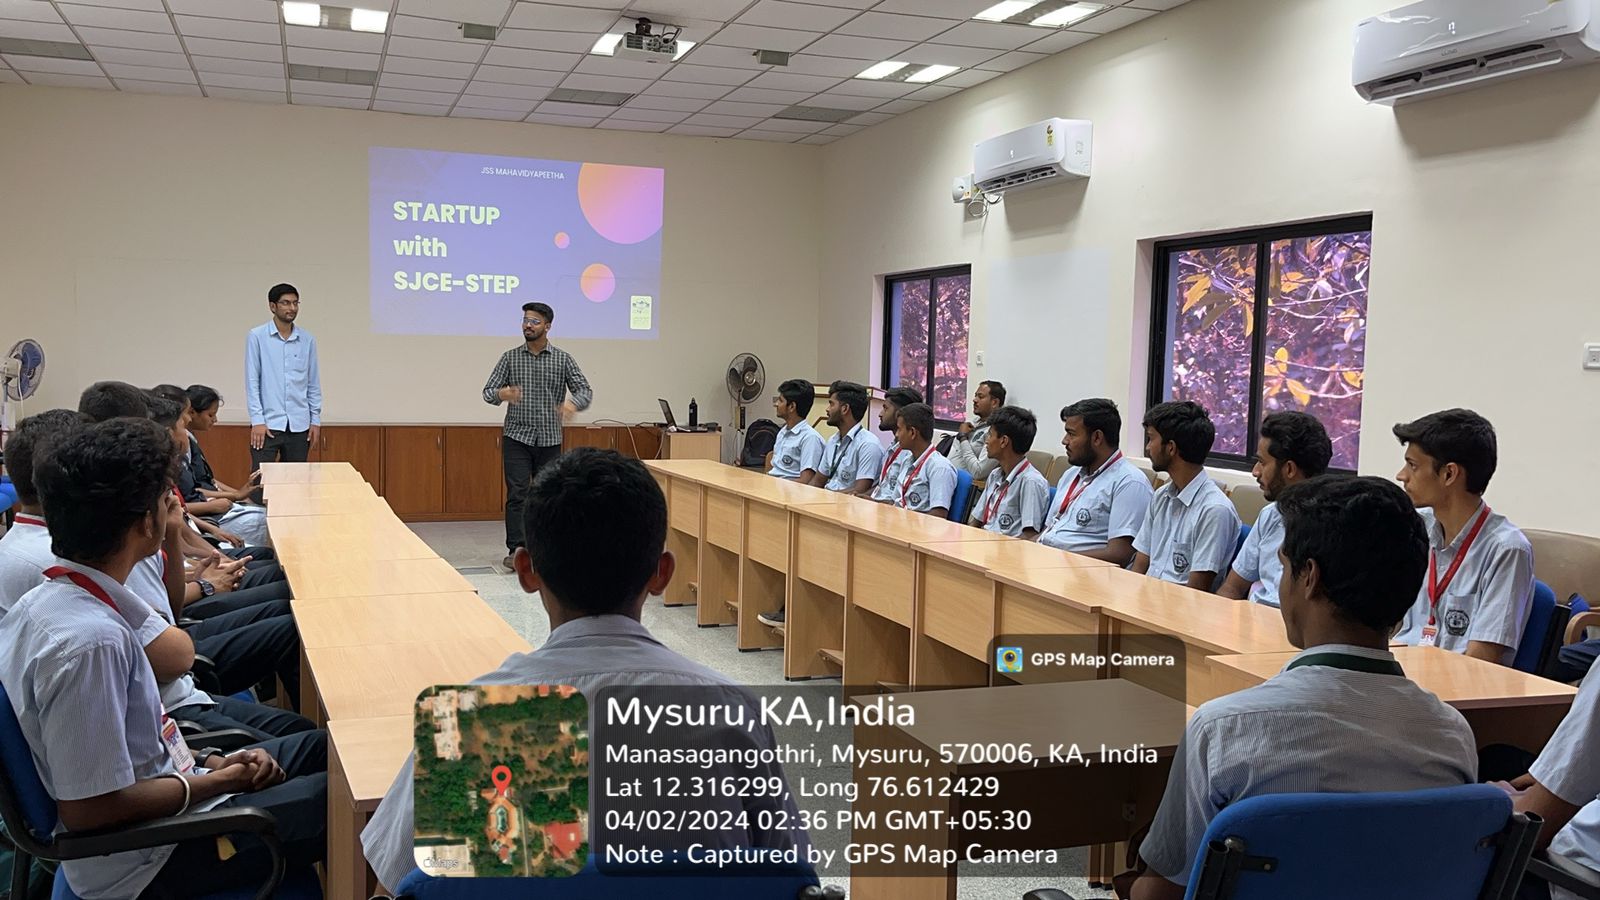 JSS MAHAVIDYAPEETHA
STARTUP
with
SJCE-STEP
GPS Map Camera
Mysuru,KA,India
Manasagangothri, Mysuru, 570006, KA, India
Lat 12.316299, Long 76.612429
04/02/2024 02:36 PM GMT+05:30
Note : Captured by GPS Map Camera